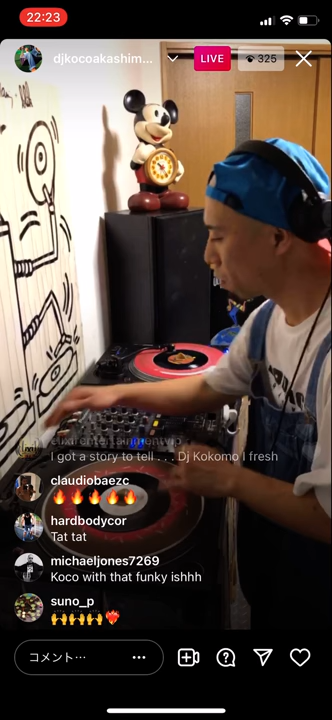 22:23
djkocoakashim...
LIVE
325
elixirentertainmentvip
I got a story to tell . . . Dj Kokomo I fresh
claudiobaezc
🔥🔥🔥🔥🔥
hardbodycor
Tat tat
michaeljones7269
Koco with that funky ishhh
suno_p
🙌🙌🙌❤️‍🔥
コメント…